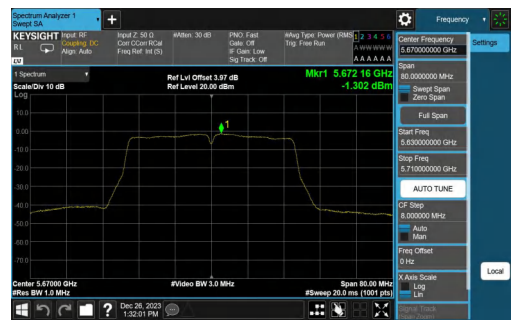 Spectrum Analyzer 1
Swept SA
Frequency
KEYSIGHT
RL
Input: RF
Coupling: DC
Align: Auto
Input Z: 50 Ω
Corr CCorr RCal
Freq Ref: Int (S)
#Atten: 30 dB
PNO: Fast
Gate: Off
IF Gain: Low
Sig Track: Off
#Avg Type: Power (RMS)
Trig: Free Run
1 2 3 4 5 6
A W W W W W
A A A A A A
1 Spectrum
Scale/Div 10 dB
Log
Ref Lvl Offset 3.97 dB
Ref Level 20.00 dBm
Mkr1 5.672 16 GHz
-1.302 dBm
10.0
0.00
-10.0
-20.0
-30.0
-40.0
-50.0
-60.0
-70.0
1
Center 5.67000 GHz
#Res BW 1.0 MHz
#Video BW 3.0 MHz
Span 80.00 MHz
#Sweep 20.0 ms (1001 pts)
Dec 26, 2023
1:32:01 PM
Center Frequency
5.670000000 GHz
Span
80.0000000 MHz
Swept Span
Zero Span
Full Span
Start Freq
5.630000000 GHz
Stop Freq
5.710000000 GHz
AUTO TUNE
CF Step
8.000000 MHz
Auto
Man
Freq Offset
0 Hz
X Axis Scale
Log
Lin
Signal Track
Settings
Local